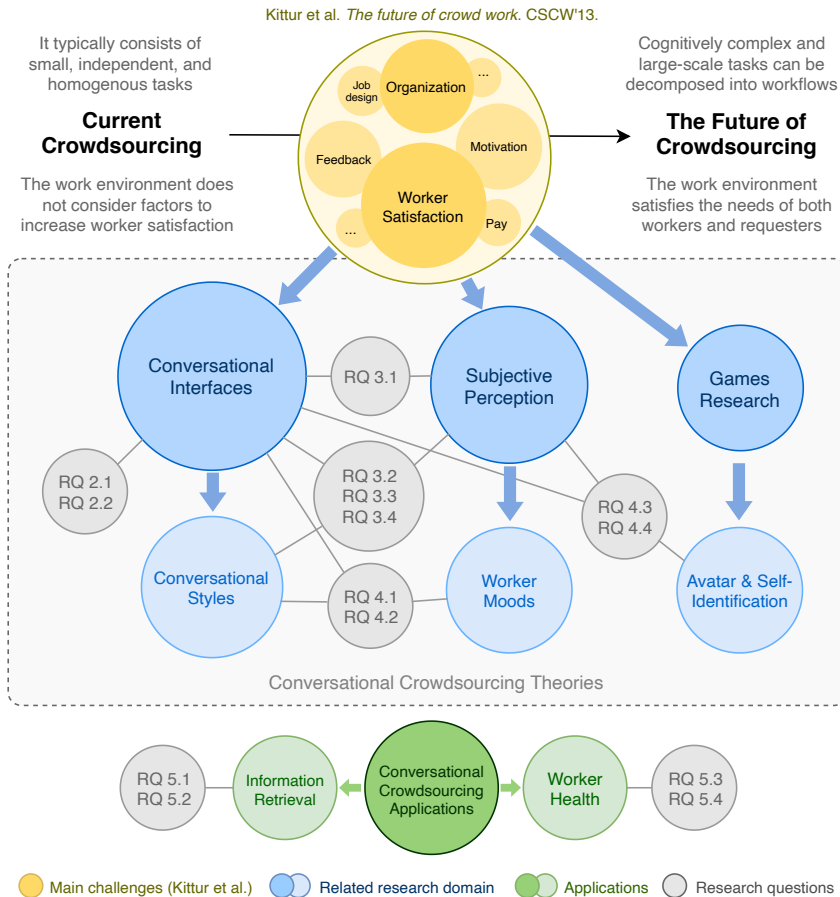 Kittur et al. The future of crowd work. CSCW'13.
It typically consists of
small, independent, and
homogenous tasks
Current
Crowdsourcing
The work environment does
not consider factors to
increase worker satisfaction
Organization
...
Job
design
Feedback
Motivation
Worker
Satisfaction
...
Pay
Cognitively complex and
large-scale tasks can be
decomposed into workflows
The Future of
Crowdsourcing
The work environment
satisfies the needs of both
workers and requesters
Conversational
Interfaces
RQ 3.1
Subjective
Perception
Games
Research
RQ 2.1
RQ 2.2
RQ 3.2
RQ 3.3
RQ 3.4
RQ 4.3
RQ 4.4
Conversational
Styles
RQ 4.1
RQ 4.2
Worker
Moods
Avatar & Self-
Identification
Conversational Crowdsourcing Theories
RQ 5.1
RQ 5.2
Information
Retrieval
Conversational
Crowdsourcing
Applications
Worker
Health
RQ 5.3
RQ 5.4
Main challenges (Kittur et al.)
Related research domain
Applications
Research questions